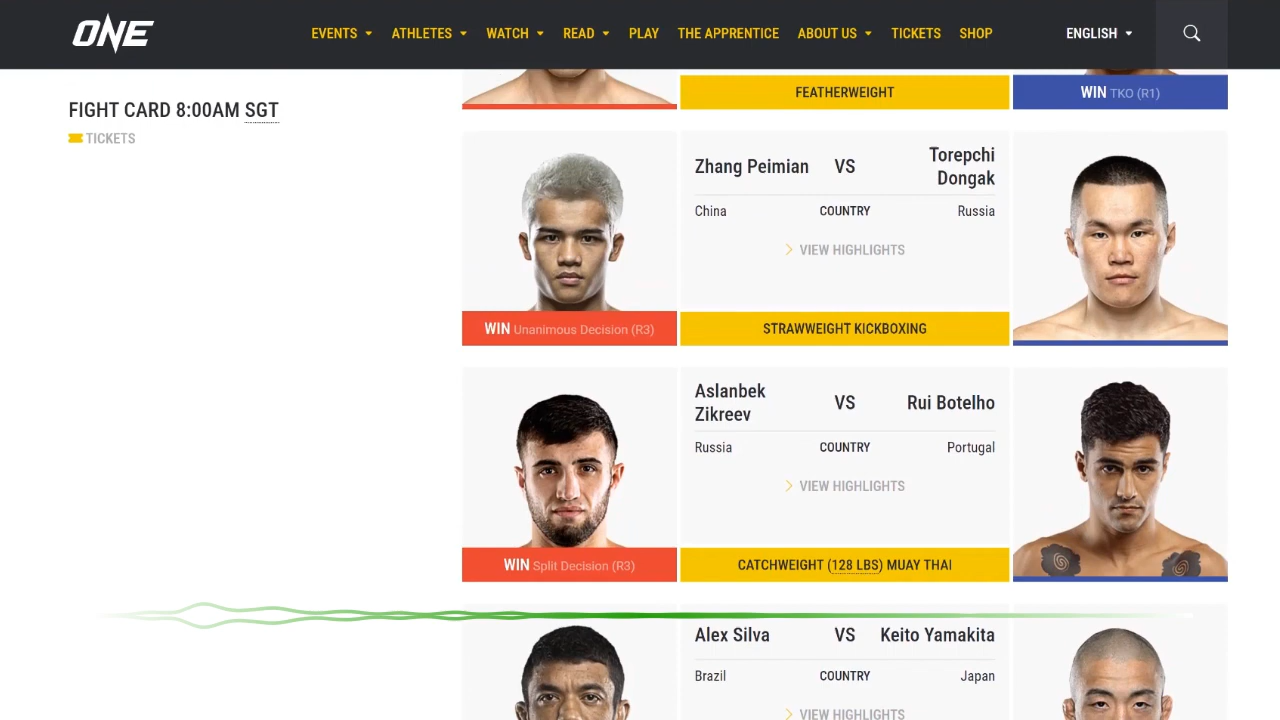 ONE
EVENTS
ATHLETES
WATCH
READ
PLAY
THE APPRENTICE
ABOUT US
TICKETS
SHOP
ENGLISH
FIGHT CARD 8:00AM SGT
TICKETS
FEATHERWEIGHT
WIN TKO (R1)
Zhang Peimian
VS
Torepchi
Dongak
China
COUNTRY
Russia
VIEW HIGHLIGHTS
WIN Unanimous Decision (R3)
STRAWWEIGHT KICKBOXING
Aslanbek
Zikreev
VS
Rui Botelho
Russia
COUNTRY
Portugal
VIEW HIGHLIGHTS
WIN Split Decision (R3)
CATCHWEIGHT (128 LBS) MUAY THAI
Alex Silva
VS
Keito Yamakita
Brazil
COUNTRY
Japan
VIEW HIGHLIGHTS